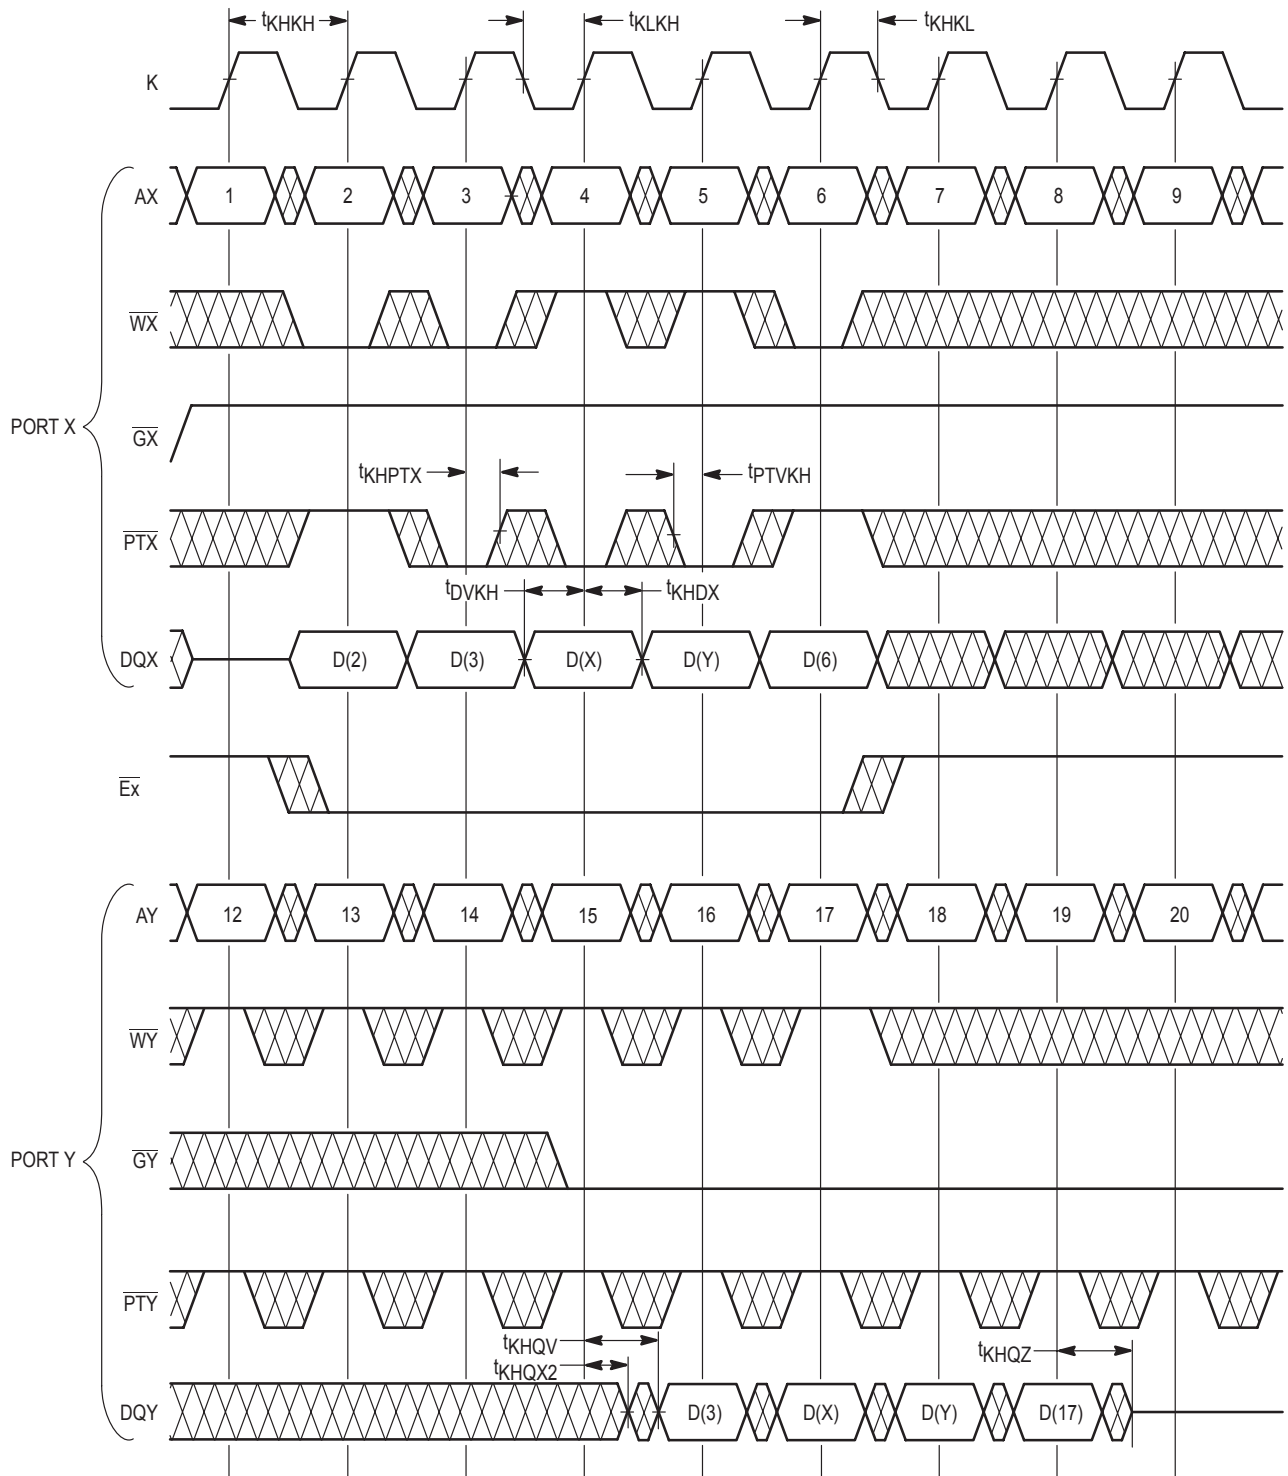 tKHKH tKLKH tKHKL
K
AX 1 2 3 4 5 6 7 8 9
WX
PORT X
GX
tKHPTX tPTVKH
PTX
tDVKH tKHDX
DQX D(2) D(3) D(X) D(Y) D(6)
Ex
AY 12 13 14 15 16 17 18 19 20
WY
PORT Y
GY
PTY
tKHQV
tKHQX2 tKHQZ
DQY D(3) D(X) D(Y) D(17)